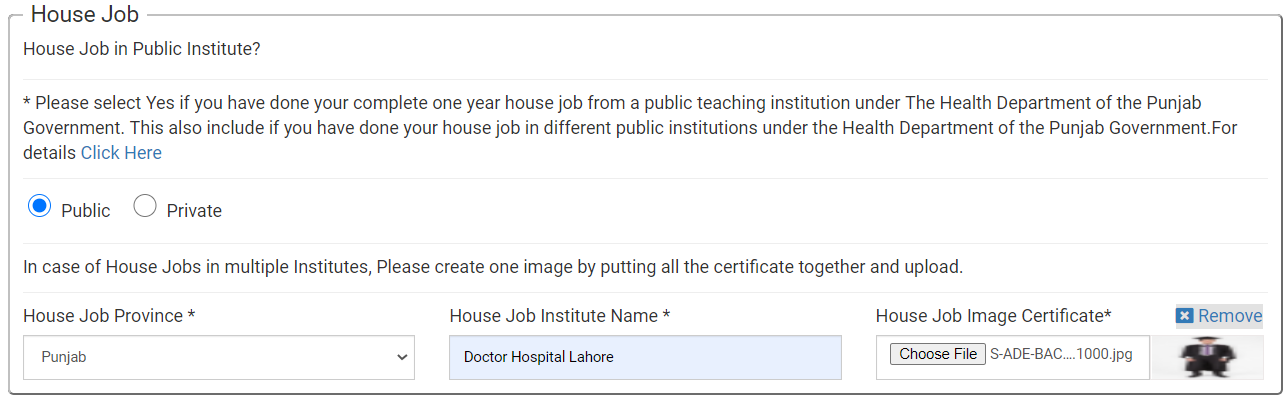 House Job
House Job in Public Institute?
* Please select Yes if you have done your complete one year house job from a public teaching institution under The Health Department of the Punjab
Government. This also include if you have done your house job in different public institutions under the Health Department of the Punjab Government.For
details Click Here
Public Private
In case of House Jobs in multiple Institutes, Please create one image by putting all the certificate together and upload.
House Job Province * House Job Institute Name * House Job Image Certificate* Remove
Punjab Doctor Hospital Lahore Choose File S-ADE-BAC....1000.jpg